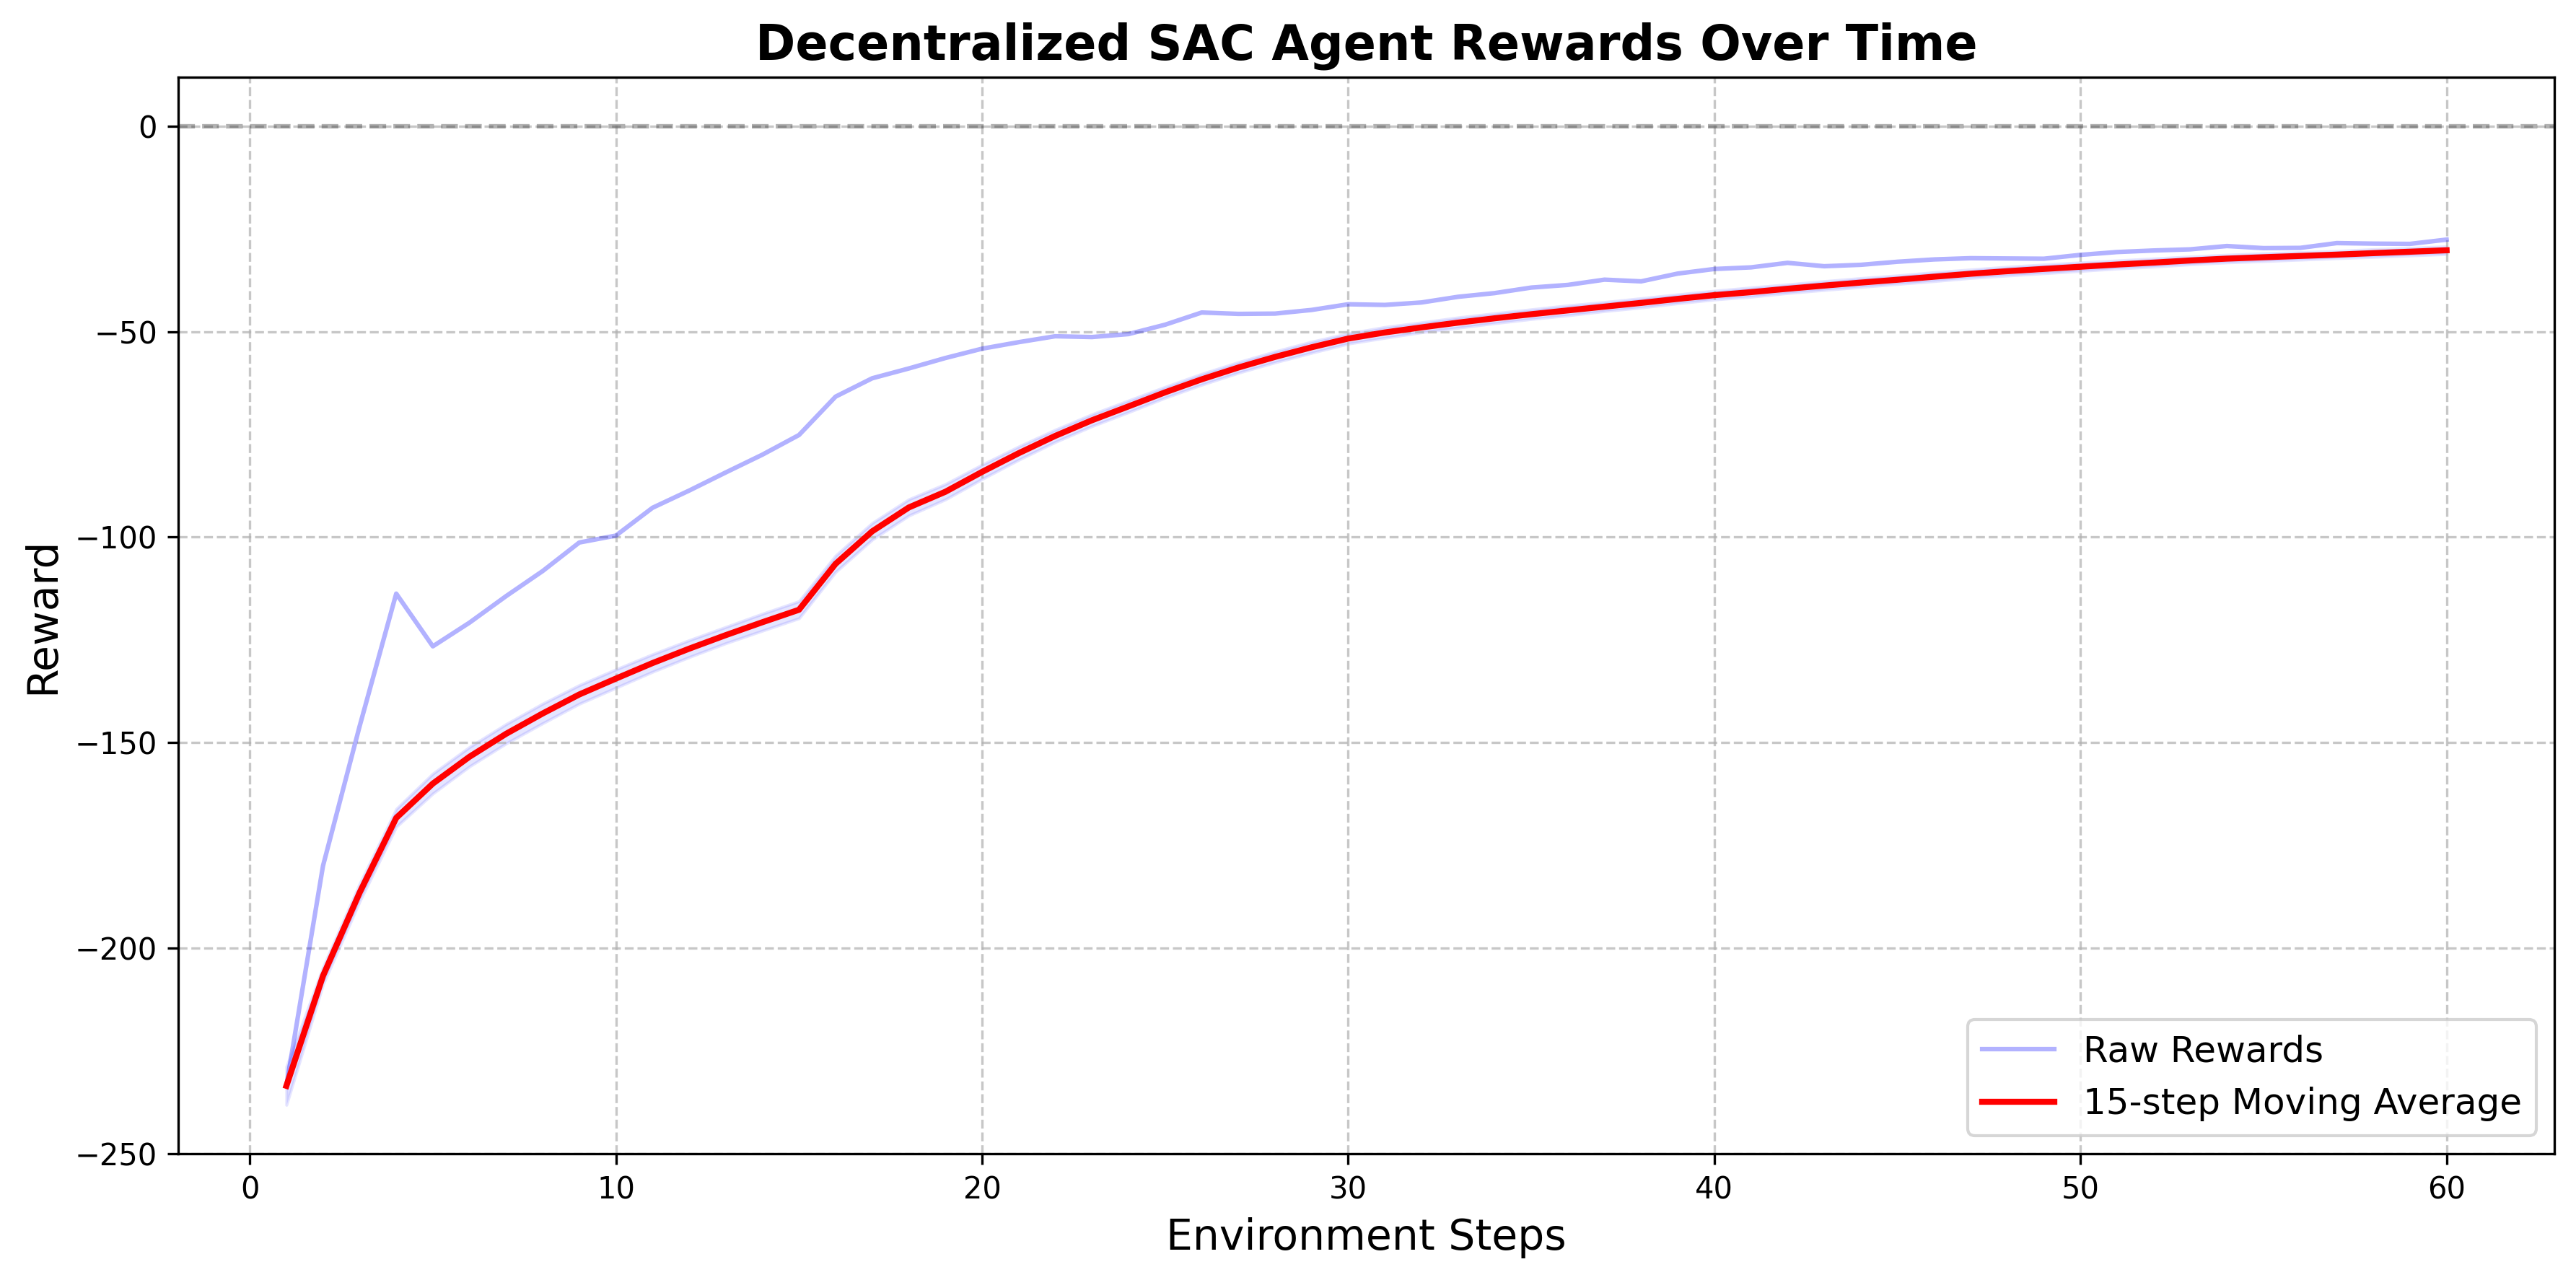 Decentralized SAC Agent Rewards Over Time
0
−50
−100
−150
−200
−250
Reward
0 10 20 30 40 50 60
Environment Steps
Raw Rewards
15-step Moving Average